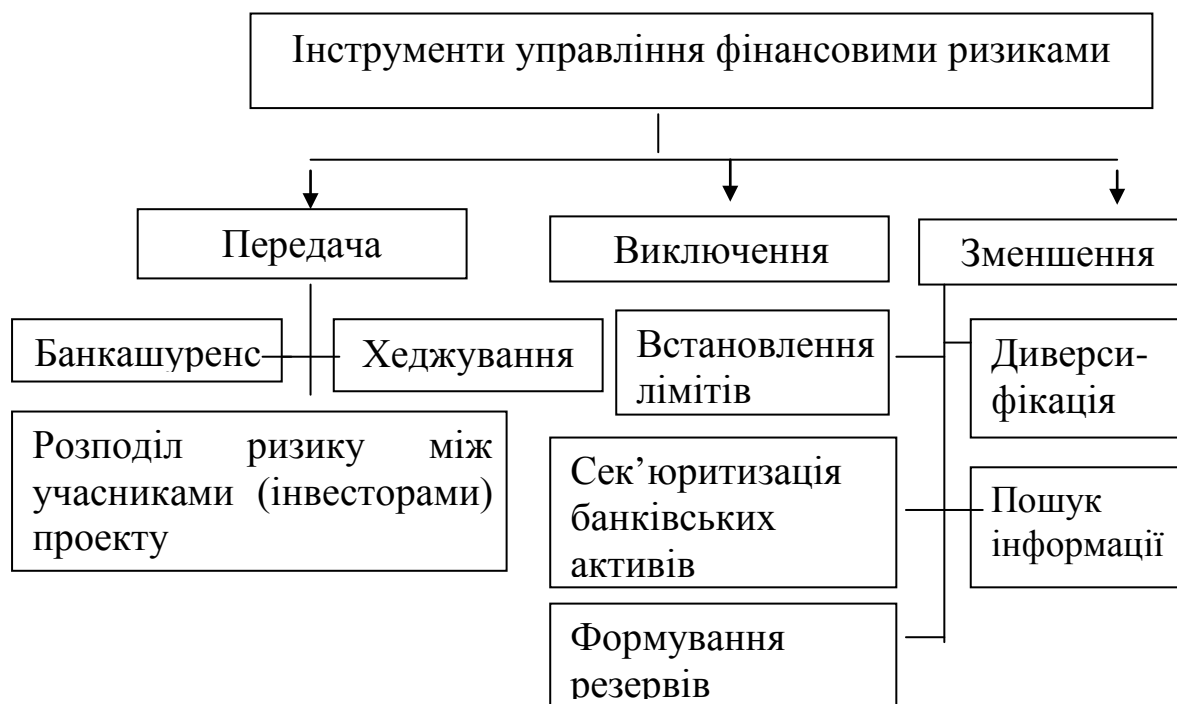 Інструменти управління фінансовими ризиками
Передача
Виключення
Зменшення
Банкашуренс
Хеджування
Встановлення
лімітів
Диверси-
фікація
Розподіл ризику між
учасниками (інвесторами)
проекту
Сек’юритизація
банківських
активів
Пошук
інформації
Формування
резервів